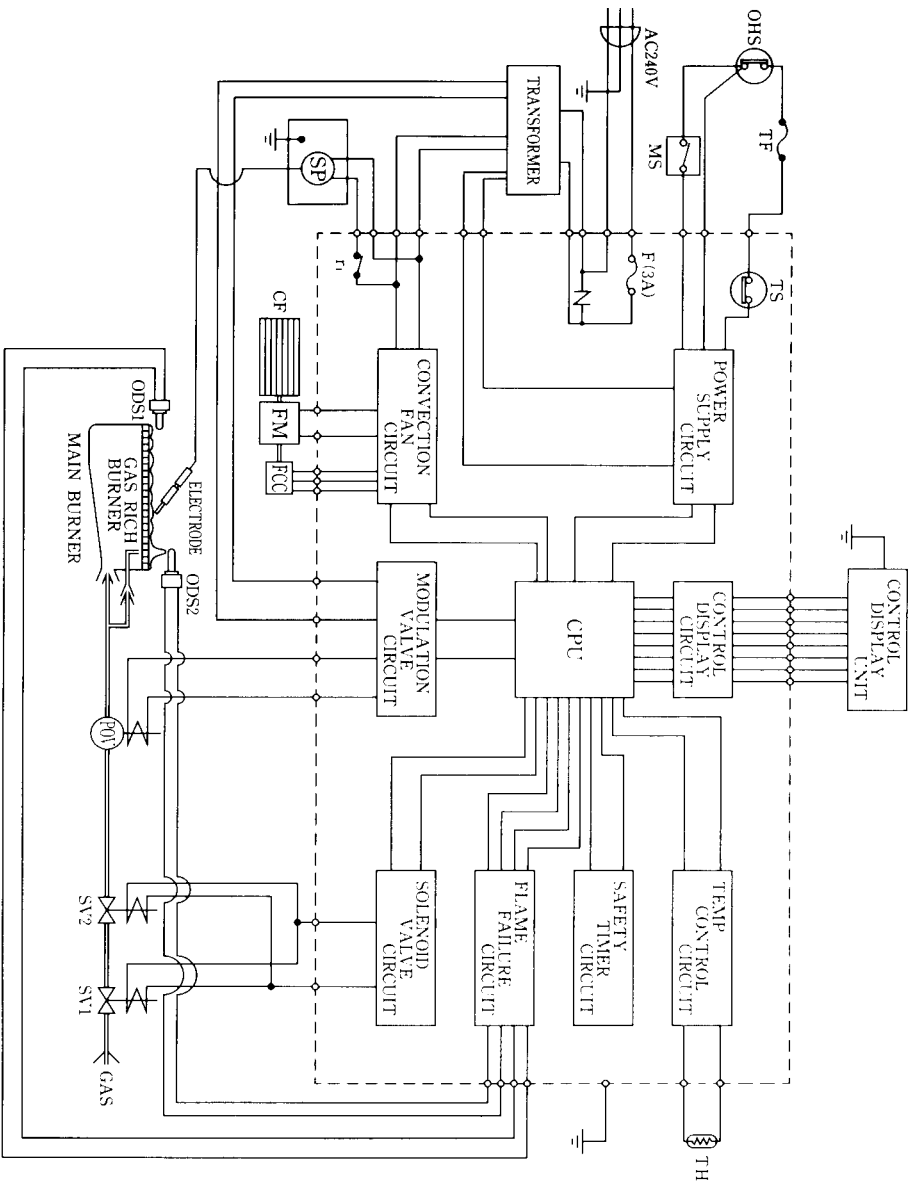 OHS
TF
MS
TS
AC240V
F (3A)
TRANSFORMER
SP
r₁
CF
FM
FCC
POWER
SUPPLY
CIRCUIT
CONVECTION
FAN
CIRCUIT
CONTROL
DISPLAY
UNIT
CONTROL
DISPLAY
CIRCUIT
CPU
MODULATION
VALVE
CIRCUIT
TEMP
CONTROL
CIRCUIT
SAFETY
TIMER
CIRCUIT
FLAME
FAILURE
CIRCUIT
SOLENOID
VALVE
CIRCUIT
TH
ODS1
ELECTRODE
ODS2
GAS RICH
BURNER
MAIN BURNER
POV
SV2
SV1
GAS